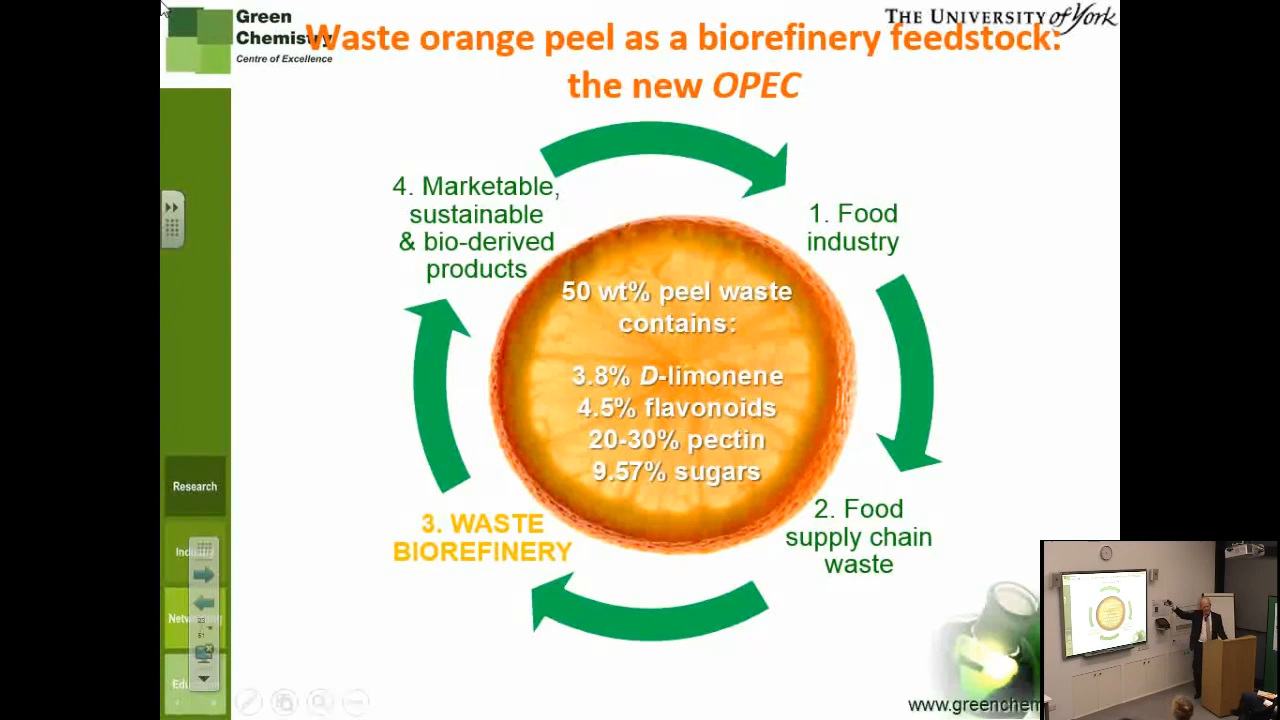 Green
Chemistry
Centre of Excellence
THE UNIVERSITY of York
Waste orange peel as a biorefinery feedstock:
the new OPEC
4. Marketable,
sustainable
& bio-derived
products
1. Food
industry
50 wt% peel waste
contains:
3.8% D-limonene
4.5% flavonoids
20-30% pectin
9.57% sugars
3. WASTE
BIOREFINERY
2. Food
supply chain
waste
Research
23
51
www.greenchem